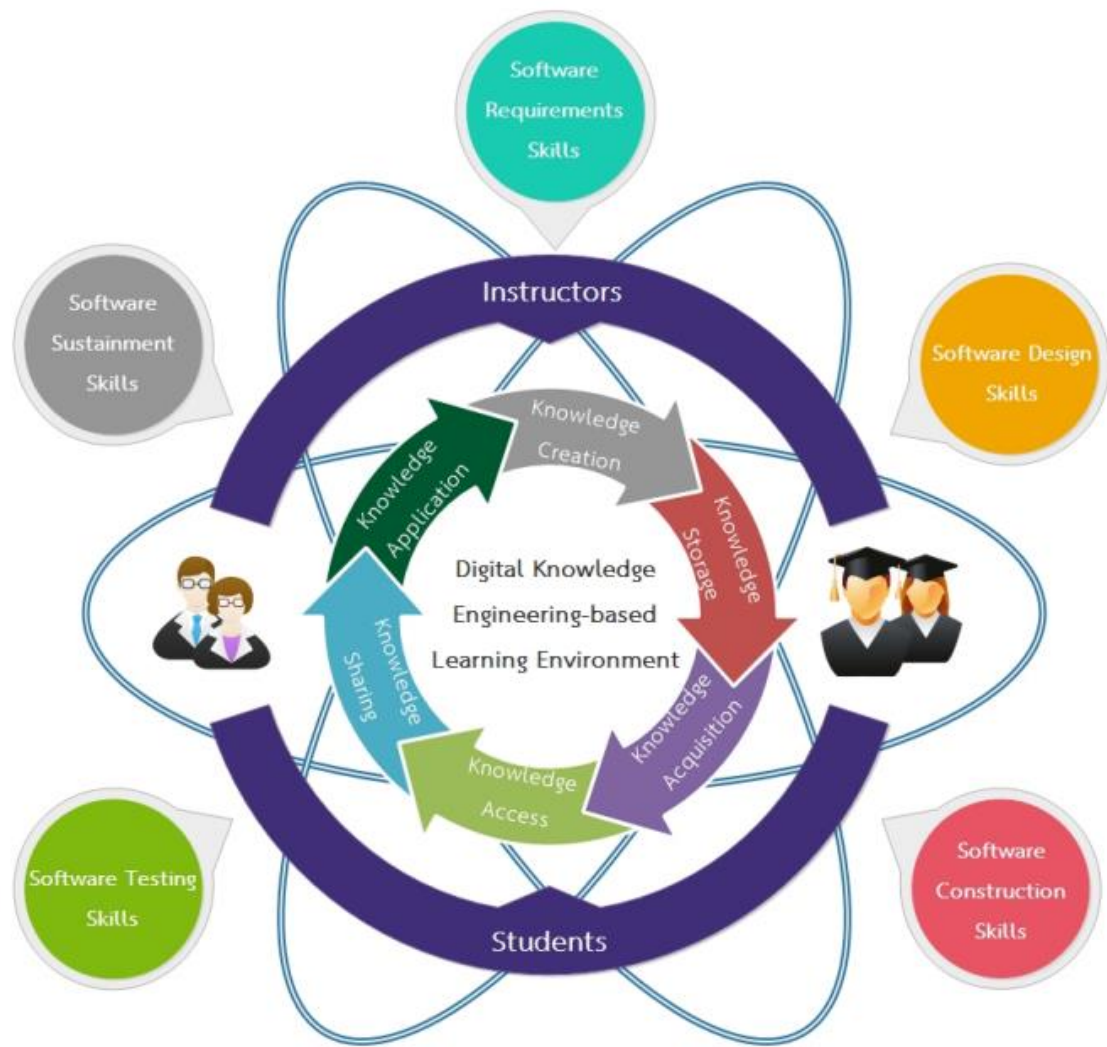 Software
Requirements
Skills
Instructors
Software
Sustainment
Skills
Software Design
Skills
Knowledge
Creation
Knowledge
Application
Knowledge
Storage
Digital Knowledge
Engineering-based
Learning Environment
Knowledge
Sharing
Knowledge
Acquisition
Knowledge
Access
Software Testing
Skills
Software
Construction
Skills
Students